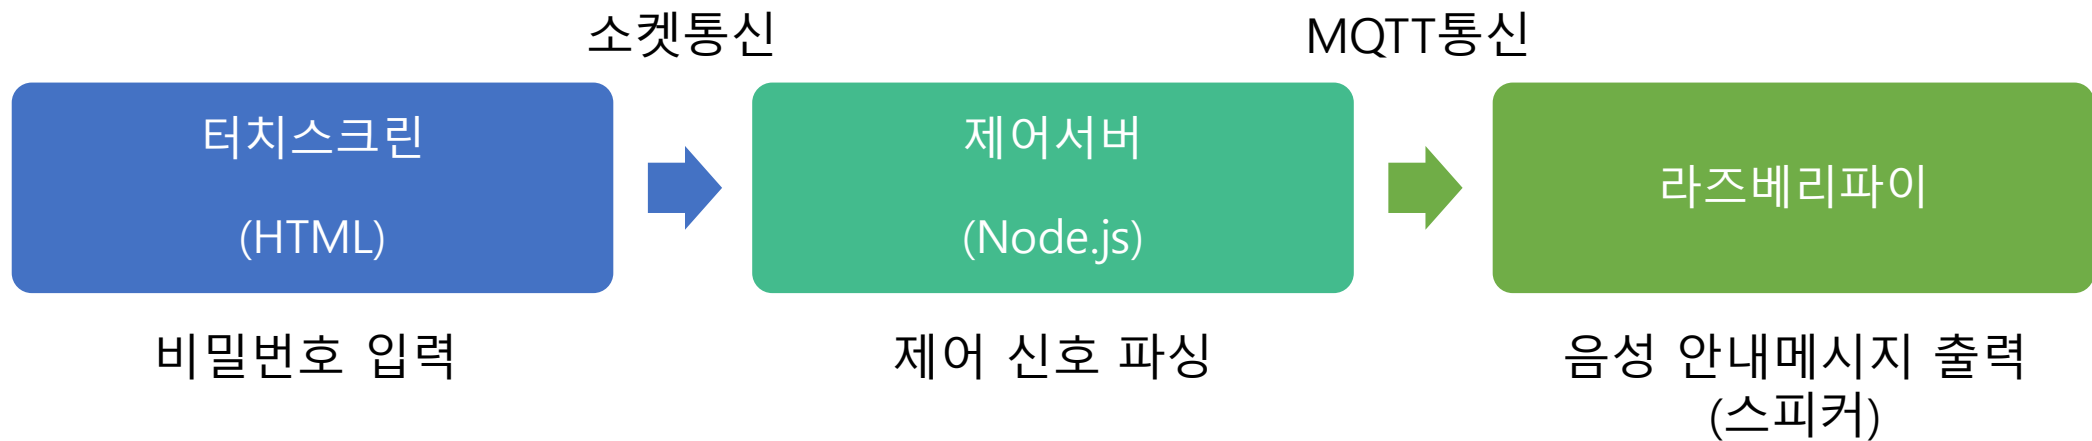 소켓통신
MQTT통신
터치스크린
(HTML)
제어서버
(Node.js)
라즈베리파이
비밀번호 입력
제어 신호 파싱
음성 안내메시지 출력
(스피커)